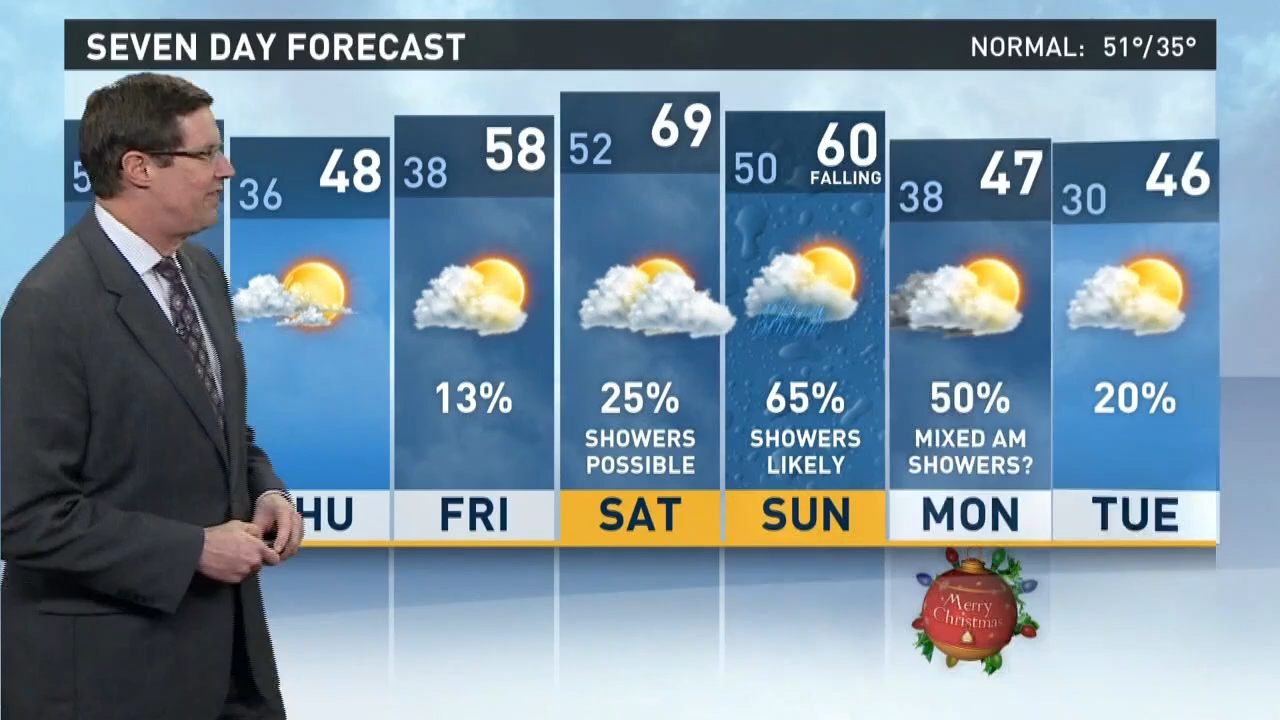 SEVEN DAY FORECAST
NORMAL: 51°/35°
5
36 48
38 58
52 69
50 60
FALLING
38 47
30 46
13%
25%
SHOWERS
POSSIBLE
65%
SHOWERS
LIKELY
50%
MIXED AM
SHOWERS?
20%
HU
FRI
SAT
SUN
MON
TUE
Merry
Christmas